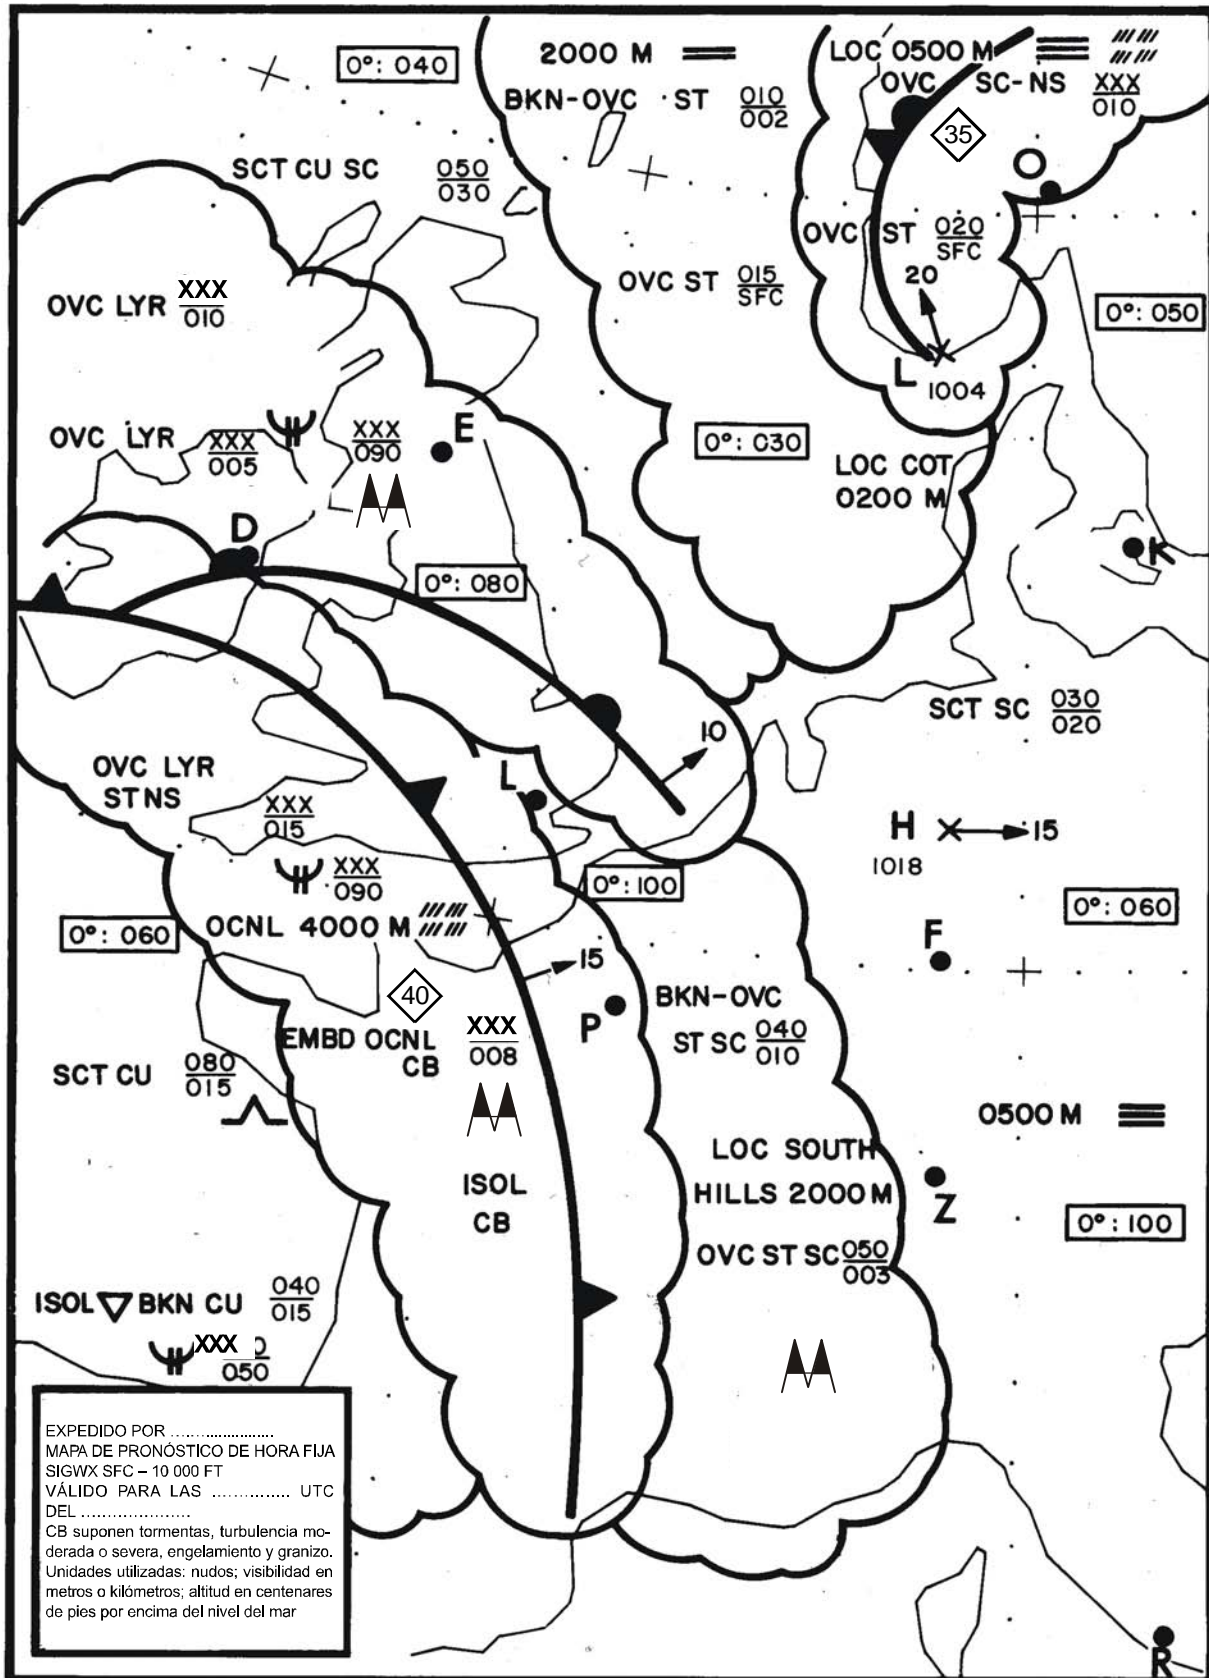 0°: 040
2000 M
BKN-OVC ST 010
002
LOC 0500 M
OVC SC-NS XXX
010
35
SCT CU SC 050
030
O
OVC ST 020
SFC
20
OVC ST 015
SFC
OVC LYR XXX
010
0°: 050
L 1004
OVC LYR XXX
005
XXX
090
E
0°: 030
LOC COT
0200 M
D
K
0°: 080
SCT SC 030
020
10
OVC LYR
STNS
XXX
015
L
H
1018
15
XXX
090
0°: 100
0°: 060
OCNL 4000 M
0°: 060
F
15
40
P
BKN-OVC
ST SC 040
010
EMBD OCNL
CB
XXX
008
SCT CU 080
015
0500 M
LOC SOUTH
HILLS 2000 M
Z
ISOL
CB
0°: 100
OVC ST SC 050
003
ISOL BKN CU 040
015
XXX
050
EXPEDIDO POR ......................
MAPA DE PRONÓSTICO DE HORA FIJA
SIGWX SFC – 10 000 FT
VÁLIDO PARA LAS ............... UTC
DEL .....................
CB suponen tormentas, turbulencia mo-
derada o severa, engelamiento y granizo.
Unidades utilizadas: nudos; visibilidad en
metros o kilómetros; altitud en centenares
de pies por encima del nivel del mar
R